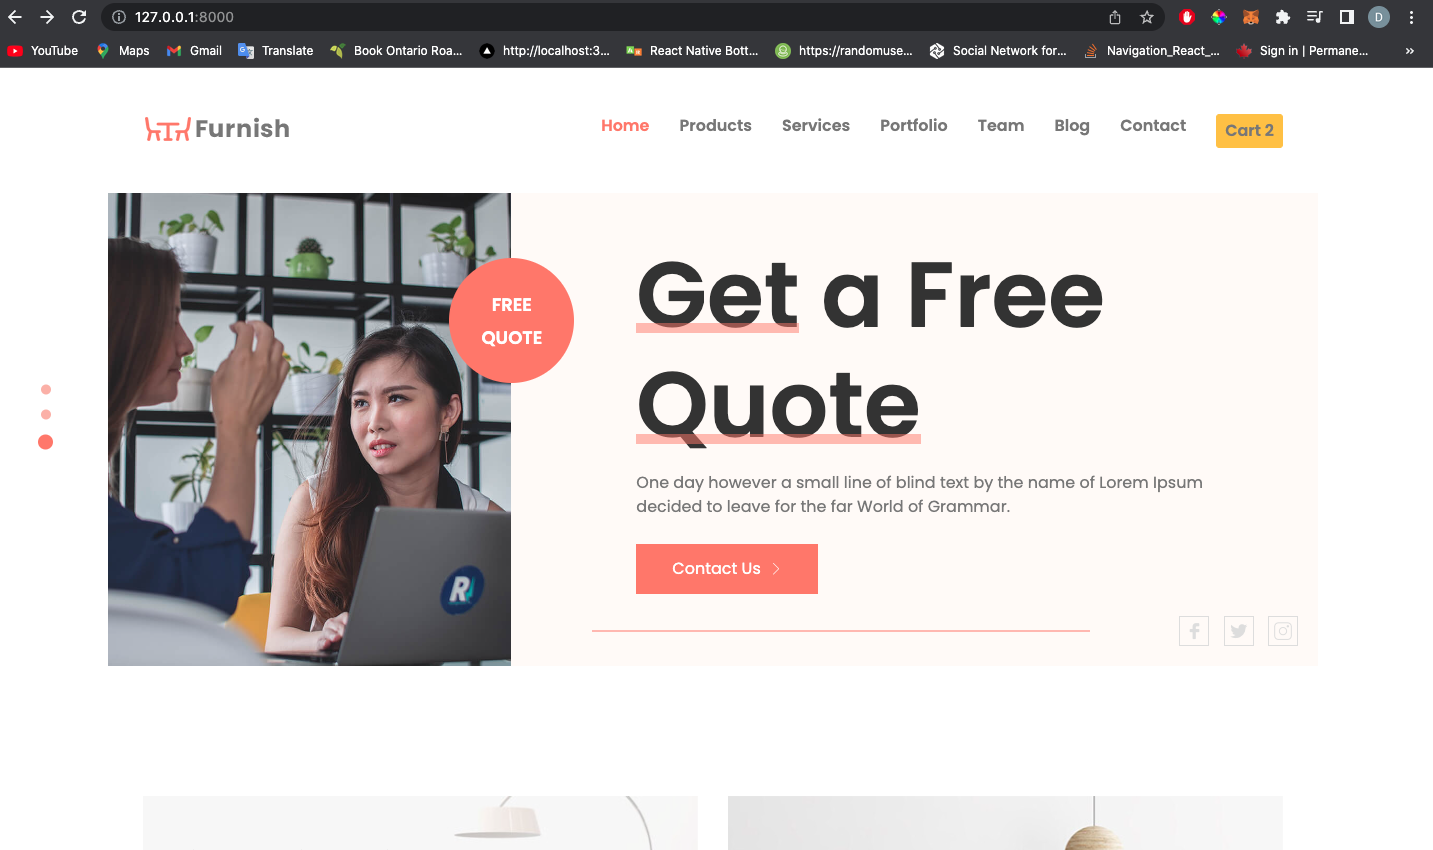 127.0.0.1:8000
D
YouTube
Maps
Gmail
Translate
Book Ontario Roa...
http://localhost:3...
React Native Bott...
https://randomuse...
Social Network for...
Navigation_React_...
Sign in | Permane...
»
Furnish
Home
Products
Services
Portfolio
Team
Blog
Contact
Cart 2
FREE
QUOTE
Get a Free
Quote
One day however a small line of blind text by the name of Lorem Ipsum
decided to leave for the far World of Grammar.
Contact Us
R